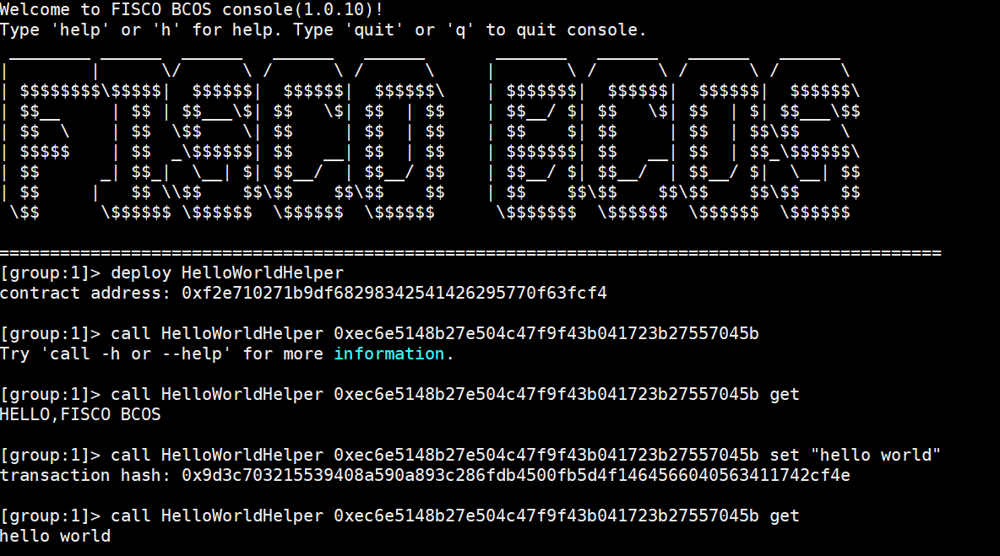 Welcome to FISCO BCOS console(1.0.10)!
Type 'help' or 'h' for help. Type 'quit' or 'q' to quit console.
 ________ ______  ______   ______   ______       _______   ______   ______   ______
|        |      \/      \ /      \ /      \     |       \ /      \ /      \ /      \
| $$$$$$$$\$$$$$|  $$$$$$|  $$$$$$|  $$$$$$\    | $$$$$$$|  $$$$$$|  $$$$$$|  $$$$$$\
| $$__     | $$ | $$___\$| $$   \$| $$  | $$    | $$__/ $| $$   \$| $$  | $| $$___\$$
| $$  \    | $$  \$$    \| $$     | $$  | $$    | $$    $| $$     | $$  | $$\$$    \
| $$$$$    | $$  _\$$$$$$| $$   __| $$  | $$    | $$$$$$$| $$   __| $$  | $$_\$$$$$$\
| $$      _| $$_|  \__| $| $$__/  | $$__/ $$    | $$__/ $| $$__/  | $$__/ $|  \__| $$
| $$     |   $$ \\$$    $$\$$    $$\$$    $$    | $$    $$\$$    $$\$$    $$\$$    $$
 \$$      \$$$$$$ \$$$$$$  \$$$$$$  \$$$$$$      \$$$$$$$  \$$$$$$  \$$$$$$  \$$$$$$
=============================================================================================
[group:1]> deploy HelloWorldHelper
contract address: 0xf2e710271b9df68298342541426295770f63fcf4
[group:1]> call HelloWorldHelper 0xec6e5148b27e504c47f9f43b041723b27557045b
Try 'call -h or --help' for more information.
[group:1]> call HelloWorldHelper 0xec6e5148b27e504c47f9f43b041723b27557045b get
HELLO,FISCO BCOS
[group:1]> call HelloWorldHelper 0xec6e5148b27e504c47f9f43b041723b27557045b set "hello world"
transaction hash: 0x9d3c703215539408a590a893c286fdb4500fb5d4f1464566040563411742cf4e
[group:1]> call HelloWorldHelper 0xec6e5148b27e504c47f9f43b041723b27557045b get
hello world